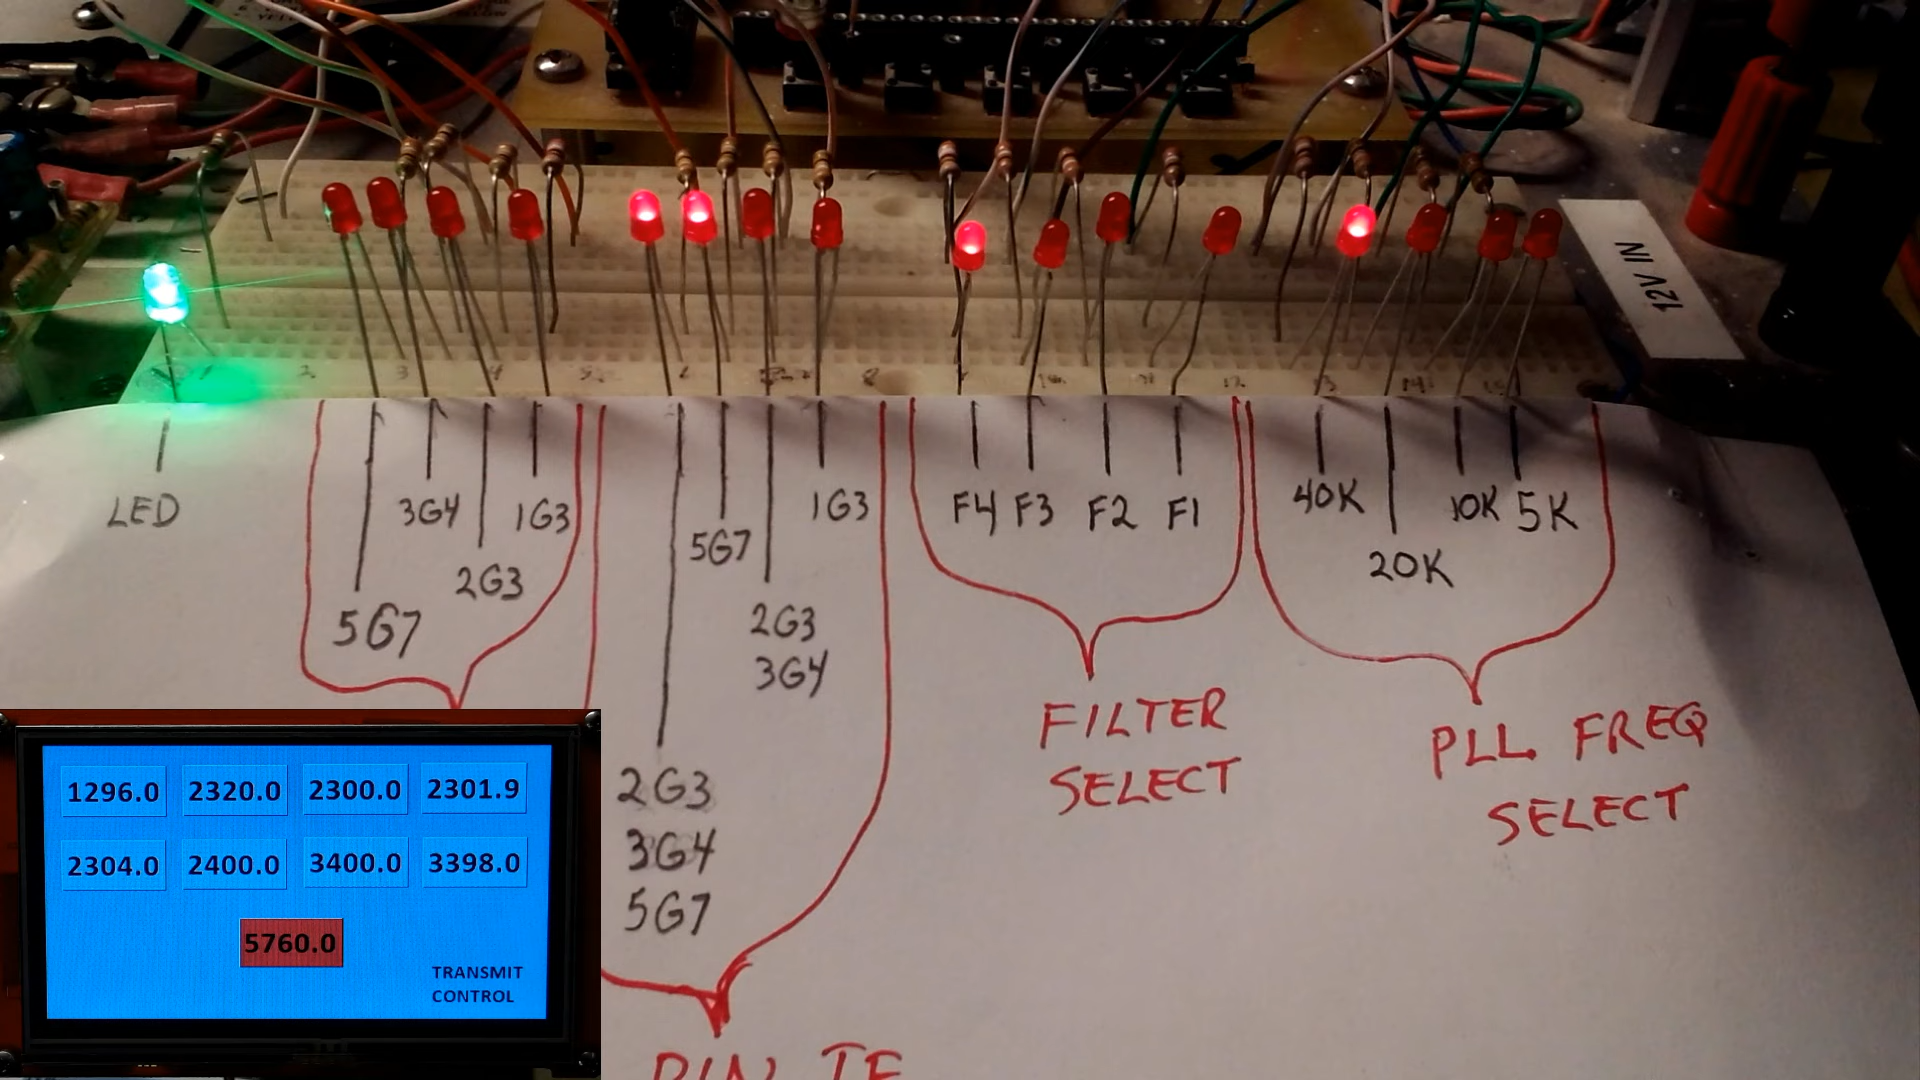 12V IN
LED
5G7
3G4
2G3
1G3
2G3
3G4
5G7
5G7
2G3
3G4
1G3
F4 F3 F2 F1
40K
20K
10K 5K
FILTER
SELECT
PLL FREQ
SELECT
1296.0 2320.0 2300.0 2301.9
2304.0 2400.0 3400.0 3398.0
5760.0
TRANSMIT
CONTROL